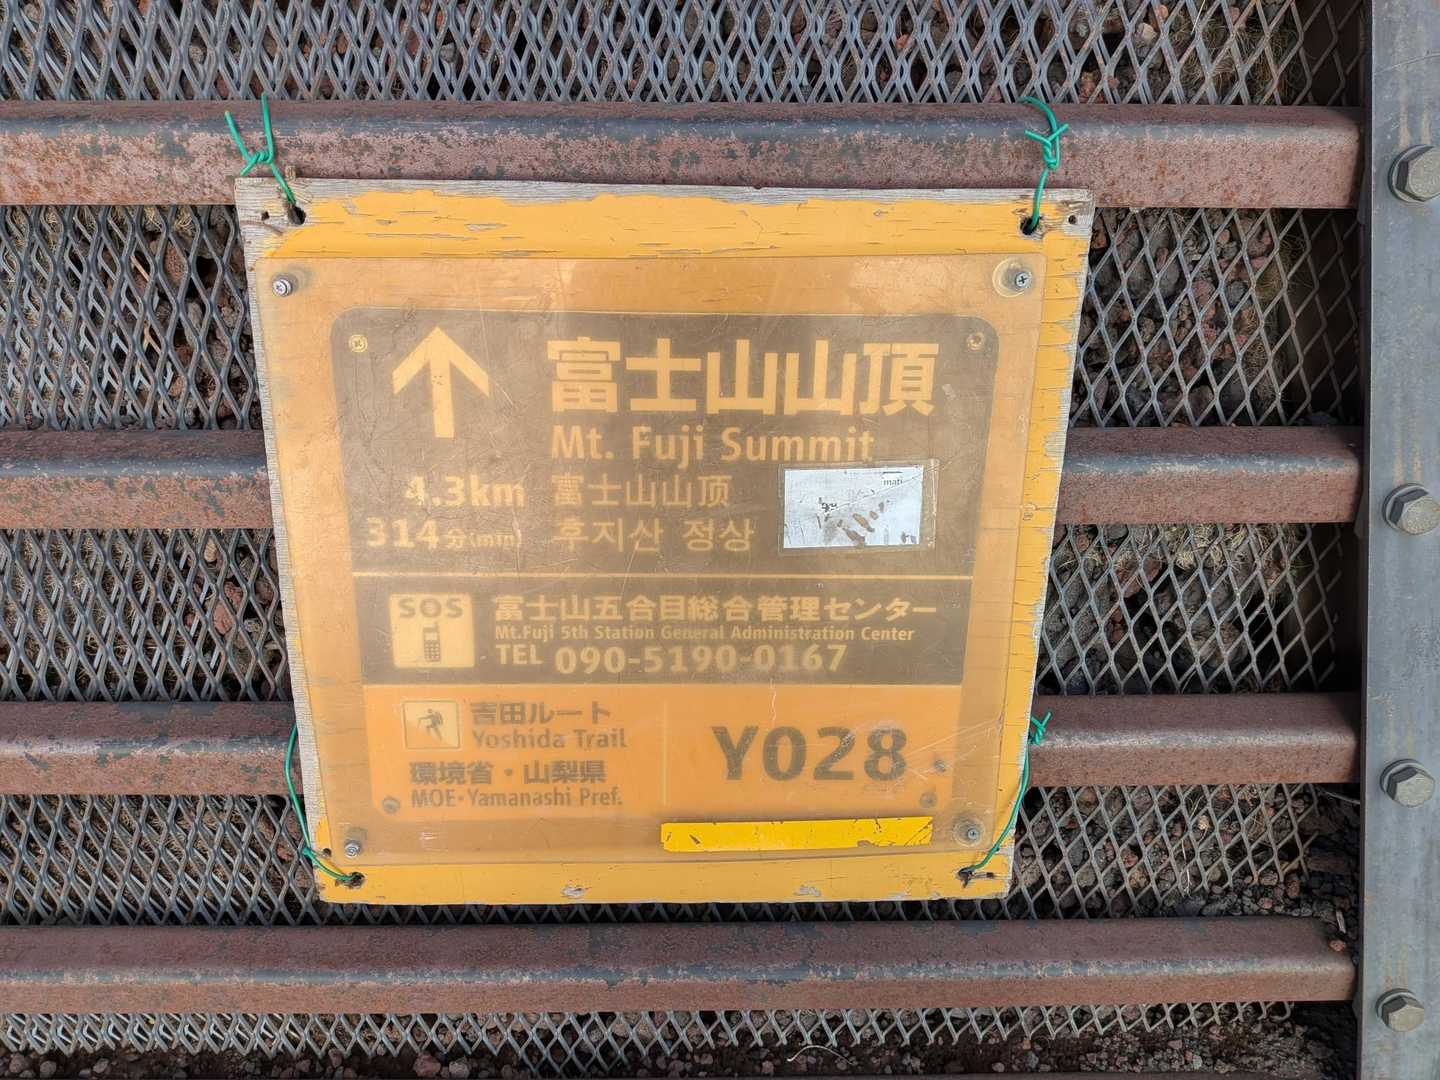 富士山山頂
Mt. Fuji Summit
4.3km 富士山山顶
314分(min) 후지산 정상
SOS 富士山五合目総合管理センター
Mt.Fuji 5th Station General Administration Center
TEL 090-5190-0167
吉田ルート
Yoshida Trail
環境省・山梨県
MOE・Yamanashi Pref.
Y028